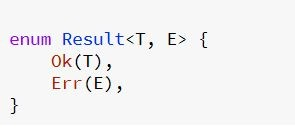 enum Result<T, E> {
    Ok(T),
    Err(E),
}